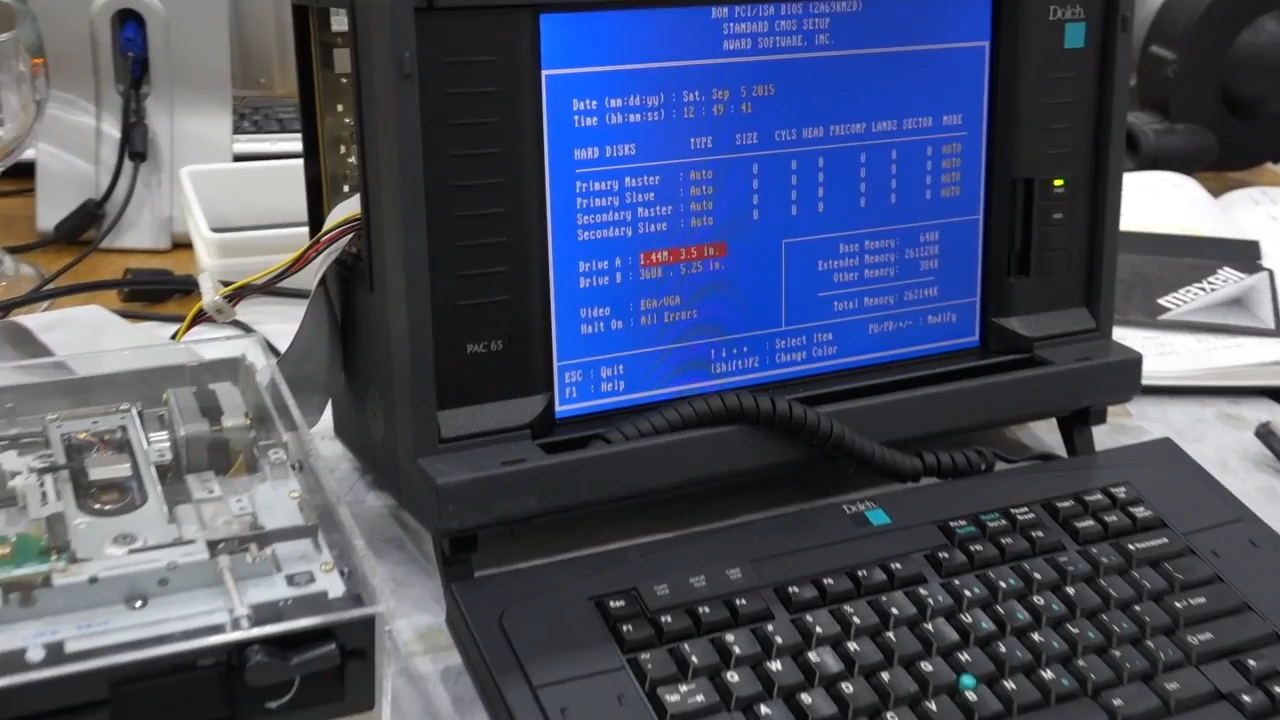 ROM PCI/ISA BIOS (2A69KM2D)
STANDARD CMOS SETUP
AWARD SOFTWARE, INC.
Date (mm:dd:yy) : Sat, Sep 5 2015
Time (hh:mm:ss) : 12 : 49 : 41
HARD DISKS TYPE SIZE CYLS HEAD PRECOMP LANDZ SECTOR MODE
Primary Master : Auto 0 0 0 0 0 0 AUTO
Primary Slave : Auto 0 0 0 0 0 0 AUTO
Secondary Master : Auto 0 0 0 0 0 0 AUTO
Secondary Slave : Auto 0 0 0 0 0 0 AUTO
Drive A : 1.44M, 3.5 in.
Drive B : 360K , 5.25 in.
Video : EGA/VGA
Halt On : All Errors
Base Memory: 640K
Extended Memory: 261120K
Other Memory: 384K
Total Memory: 262144K
ESC : Quit
F1 : Help
↑ ↓ → ← : Select Item
(Shift)F2 : Change Color
PU/PD/+/- : Modify
Dolch
PAC 65
maxell
Dolch
Esc
F1 F2 F3 F4 F5 F6 F7 F8
Q W E R T Y U I O P
Tab
A S D F G H J K L
Enter
B N M
Shift